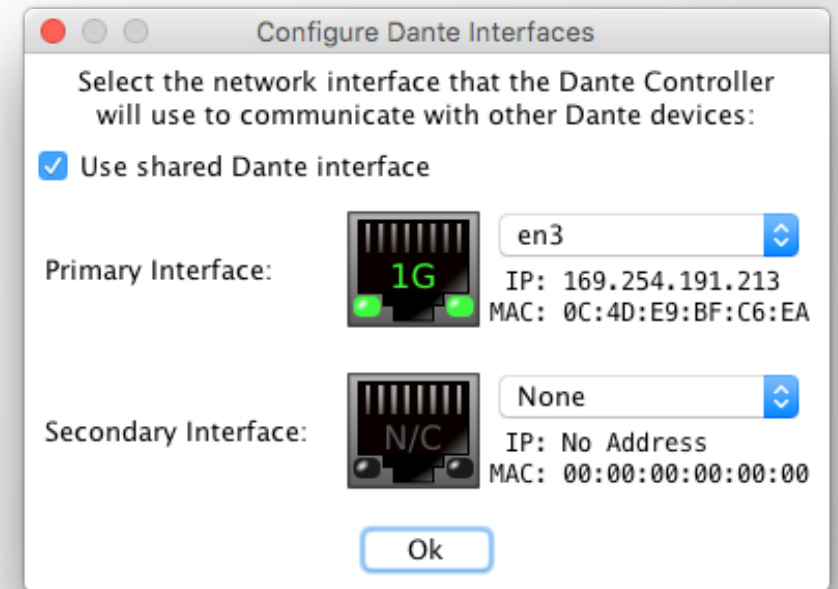 Configure Dante Interfaces
Select the network interface that the Dante Controller
will use to communicate with other Dante devices:
Use shared Dante interface
Primary Interface:
1G
en3
IP: 169.254.191.213
MAC: 0C:4D:E9:BF:C6:EA
Secondary Interface:
N/C
None
IP: No Address
MAC: 00:00:00:00:00:00
Ok